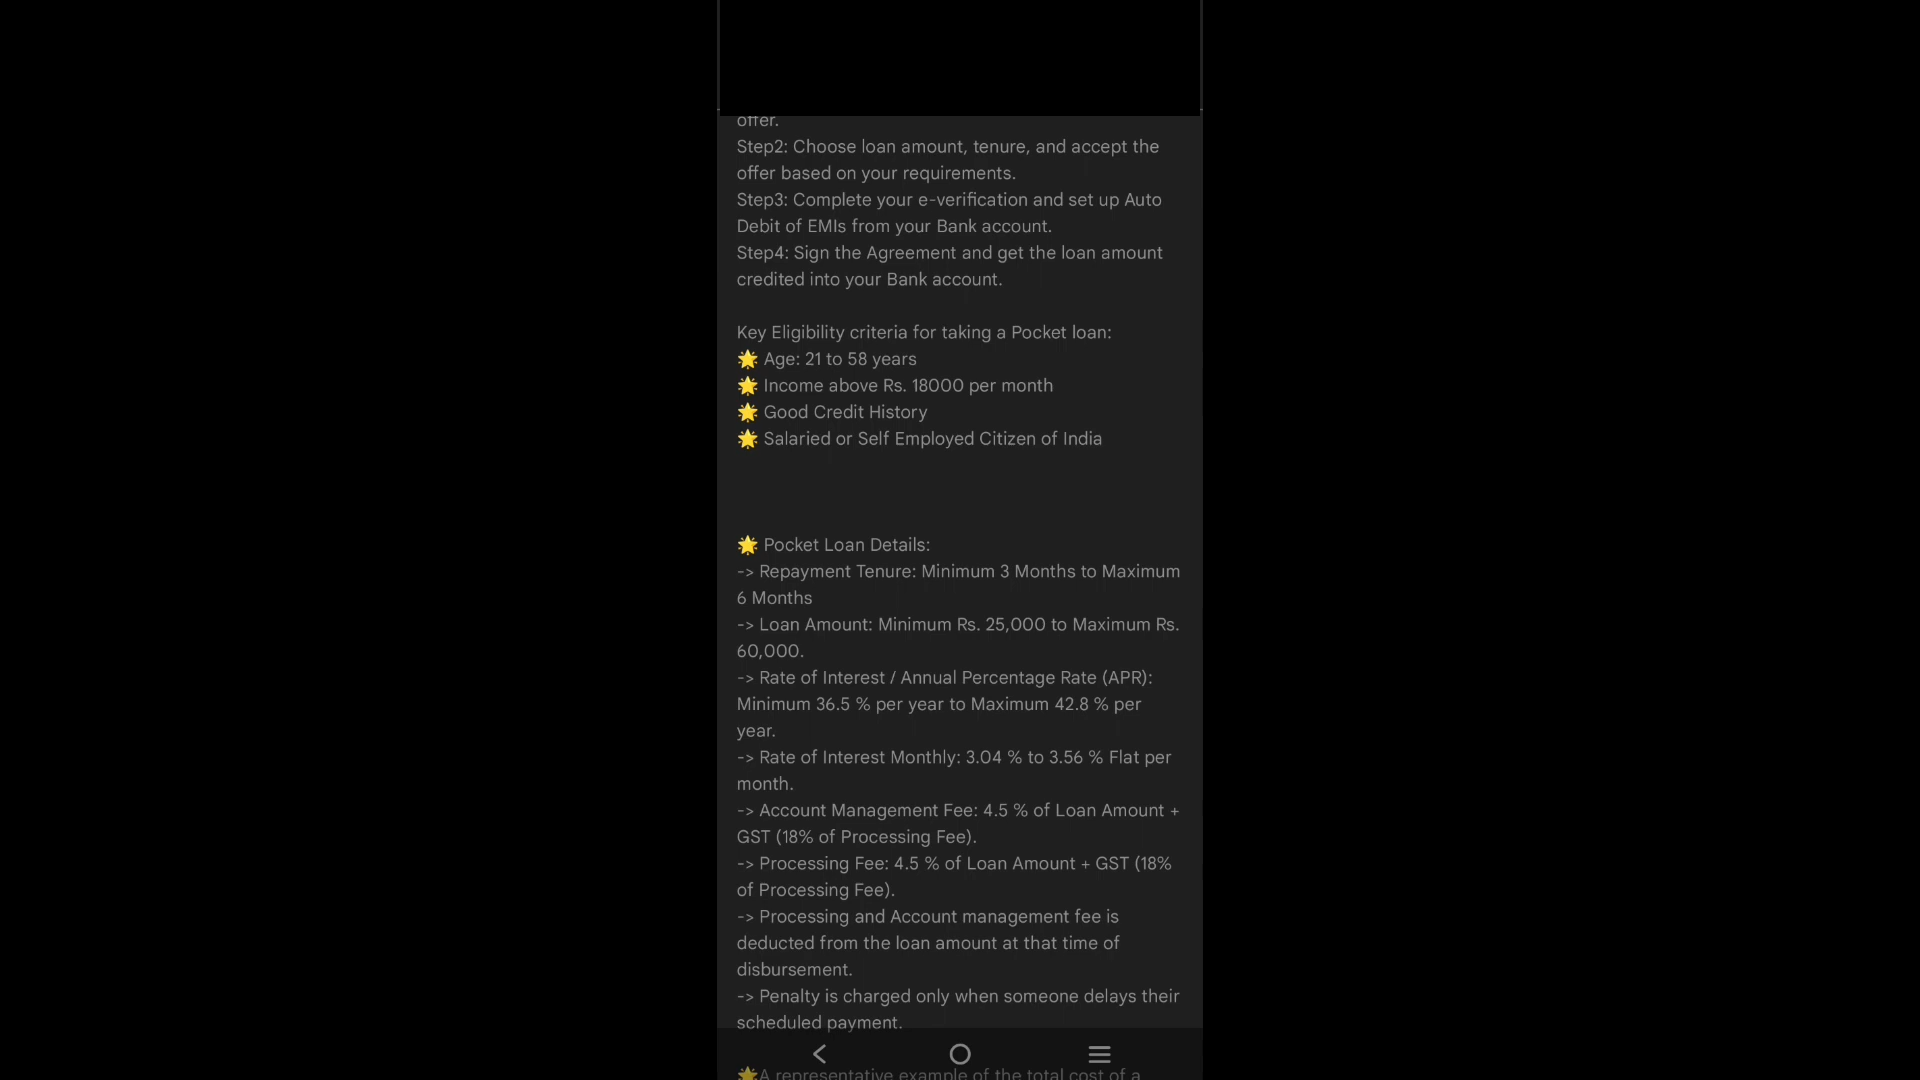 offer.
Step2: Choose loan amount, tenure, and accept the
offer based on your requirements.
Step3: Complete your e-verification and set up Auto
Debit of EMIs from your Bank account.
Step4: Sign the Agreement and get the loan amount
credited into your Bank account.
Key Eligibility criteria for taking a Pocket loan:
🌟 Age: 21 to 58 years
🌟 Income above Rs. 18000 per month
🌟 Good Credit History
🌟 Salaried or Self Employed Citizen of India
🌟 Pocket Loan Details:
-> Repayment Tenure: Minimum 3 Months to Maximum
6 Months
-> Loan Amount: Minimum Rs. 25,000 to Maximum Rs.
60,000.
-> Rate of Interest / Annual Percentage Rate (APR):
Minimum 36.5 % per year to Maximum 42.8 % per
year.
-> Rate of Interest Monthly: 3.04 % to 3.56 % Flat per
month.
-> Account Management Fee: 4.5 % of Loan Amount +
GST (18% of Processing Fee).
-> Processing Fee: 4.5 % of Loan Amount + GST (18%
of Processing Fee).
-> Processing and Account management fee is
deducted from the loan amount at that time of
disbursement.
-> Penalty is charged only when someone delays their
scheduled payment.
🌟A representative example of the total cost of a